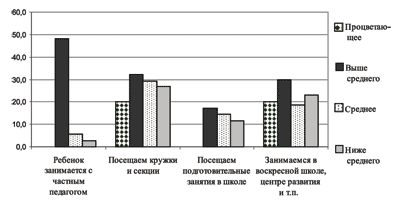 60,0
50,0
40,0
30,0
20,0
10,0
0,0
Ребенок
занимается с
частным
педагогом
Посещаем кружки
и секции
Посещаем
подготовительные
занятия в школе
Занимаемся в
воскресной школе,
центре развития
и т.п.
Процветаю-
щее
Выше
среднего
Среднее
Ниже
среднего